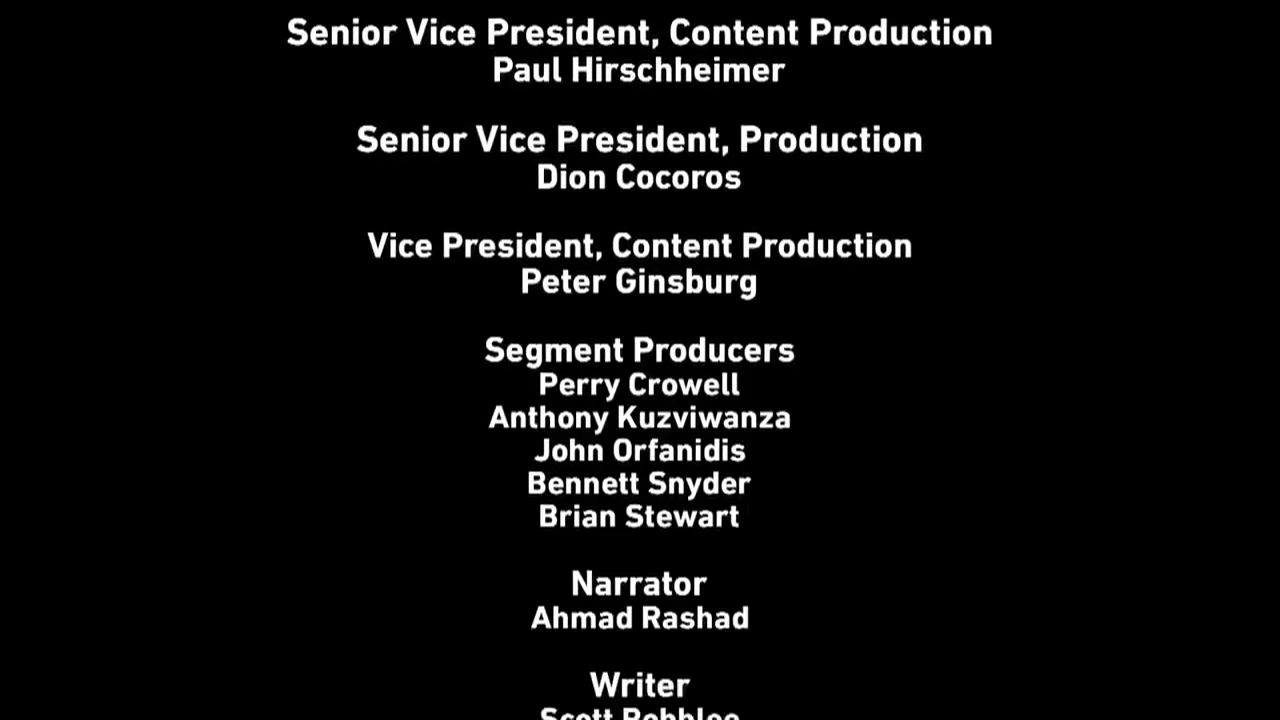 Senior Vice President, Content Production
Paul Hirschheimer
Senior Vice President, Production
Dion Cocoros
Vice President, Content Production
Peter Ginsburg
Segment Producers
Perry Crowell
Anthony Kuzviwanza
John Orfanidis
Bennett Snyder
Brian Stewart
Narrator
Ahmad Rashad
Writer
Scott